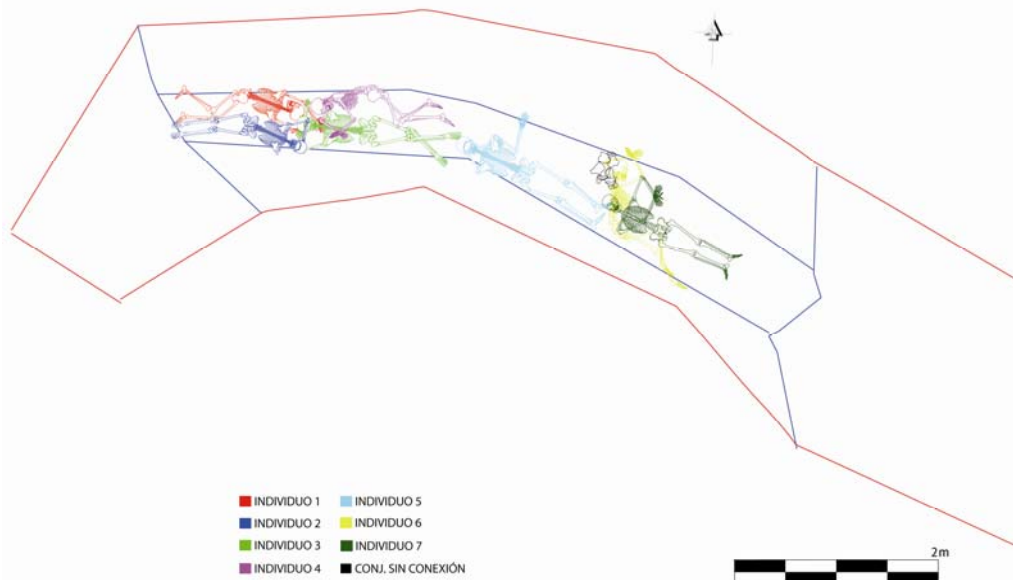 INDIVIDUO 1
INDIVIDUO 2
INDIVIDUO 3
INDIVIDUO 4
INDIVIDUO 5
INDIVIDUO 6
INDIVIDUO 7
CONJ. SIN CONEXIÓN
2m